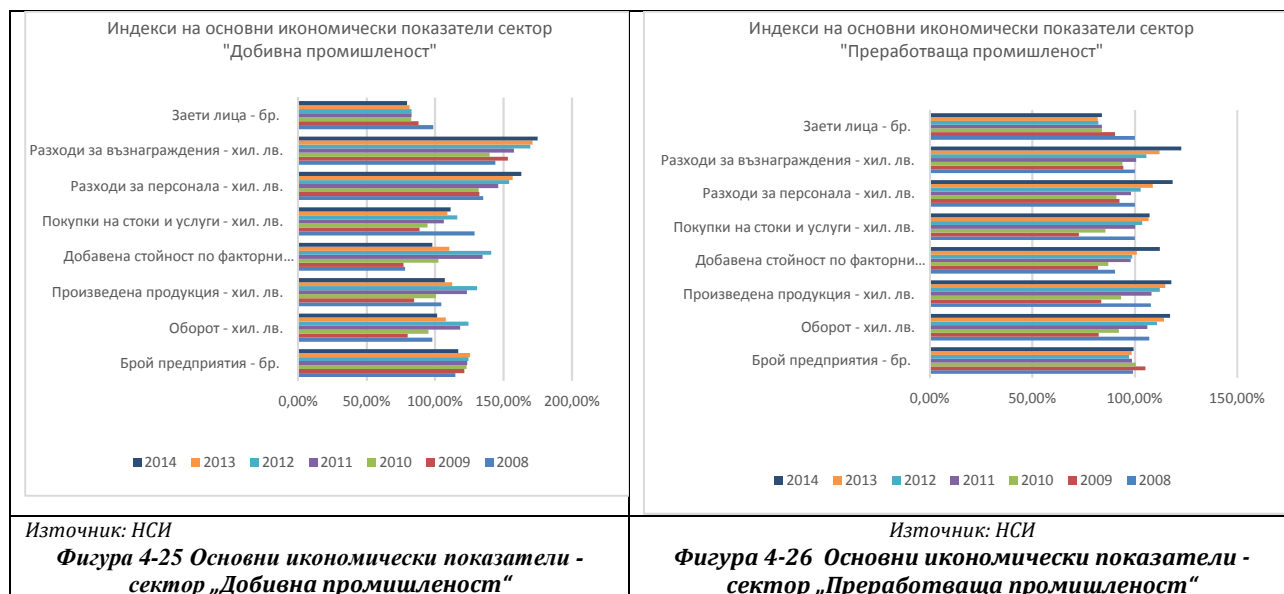 Индекси на основни икономически показатели сектор
"Добивна промишленост"
Заети лица - бр.
Разходи за възнаграждения - хил. лв.
Разходи за персонала - хил. лв.
Покупки на стоки и услуги - хил. лв.
Добавена стойност по факторни...
Произведена продукция - хил. лв.
Оборот - хил. лв.
Брой предприятия - бр.
0,00% 50,00% 100,00% 150,00% 200,00%
2014 2013 2012 2011 2010 2009 2008
Източник: НСИ
Фигура 4-25 Основни икономически показатели -
сектор „Добивна промишленост“
Индекси на основни икономически показатели сектор
"Преработваща промишленост"
Заети лица - бр.
Разходи за възнаграждения - хил. лв.
Разходи за персонала - хил. лв.
Покупки на стоки и услуги - хил. лв.
Добавена стойност по факторни...
Произведена продукция - хил. лв.
Оборот - хил. лв.
Брой предприятия - бр.
0,00% 50,00% 100,00% 150,00%
2014 2013 2012 2011 2010 2009 2008
Източник: НСИ
Фигура 4-26 Основни икономически показатели -
сектор „Преработваща промишленост“